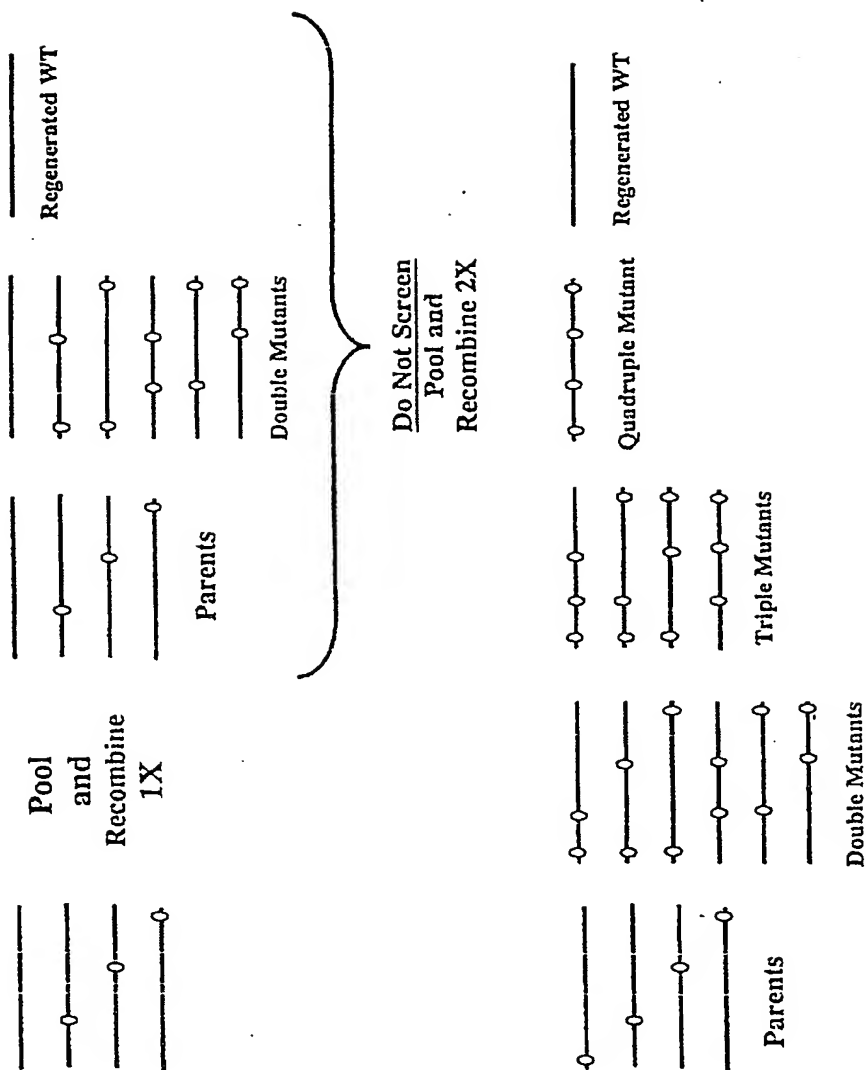 Pool
and
Recombine
1X
Parents
Double Mutants
Regenerated WT
Do Not Screen
Pool and
Recombine 2X
Parents
Double Mutants
Triple Mutants
Quadruple Mutant
Regenerated WT